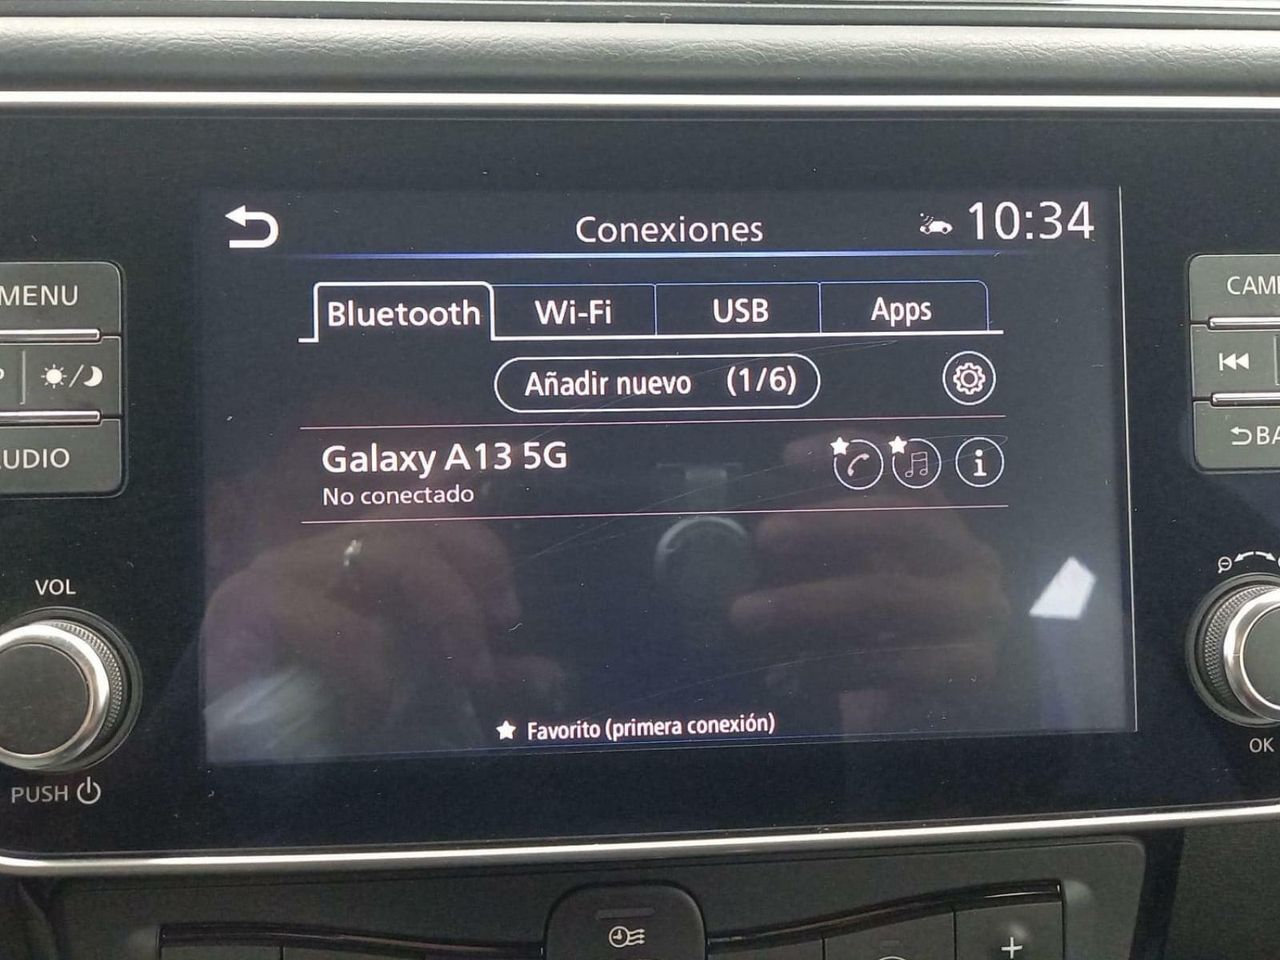 Conexiones
10:34
Bluetooth
Wi-Fi
USB
Apps
Añadir nuevo (1/6)
Galaxy A13 5G
No conectado
Favorito (primera conexión)
MENU
VOL
PUSH
OK